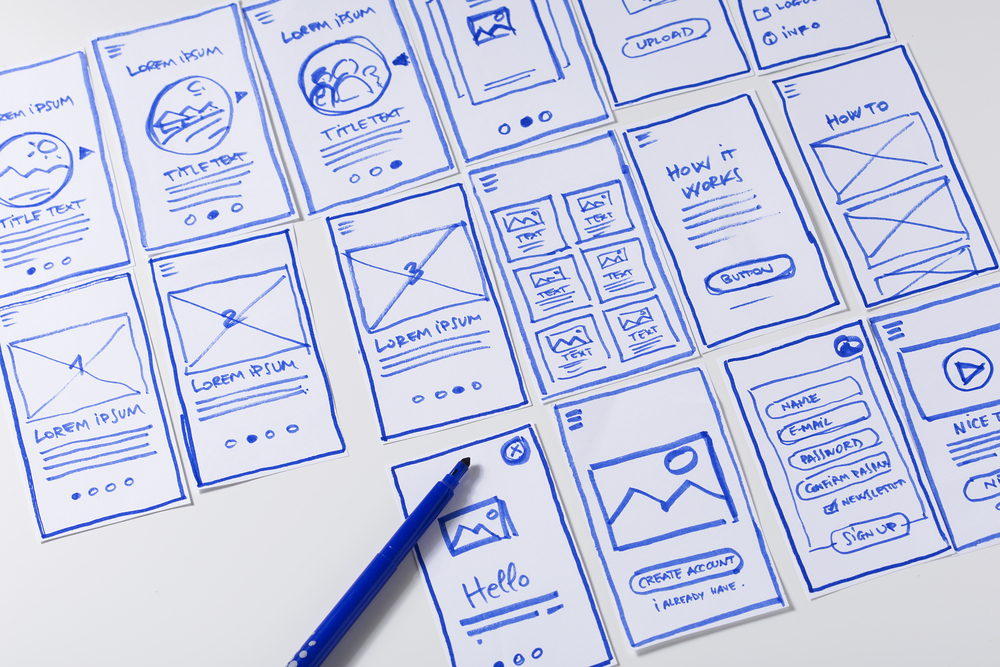 LOREM IPSUM
TITLE TEXT
LOREM IPSUM
TITLE TEXT
LOREM IPSUM
TITLE TEXT
UPLOAD
LOGOUT
INFO
1
LOREM IPSUM
2
LOREM IPSUM
3
LOREM IPSUM
TEXT
TEXT
TEXT
TEXT
TEXT
TEXT
HOW IT
WORKS
BUTTON
HOW TO
Hello
CREATE ACCOUNT
I ALREADY HAVE.
NAME
E-MAIL
PASSWORD
CONFIRM PASSW
NEWSLETTER
SIGN UP
NICE T